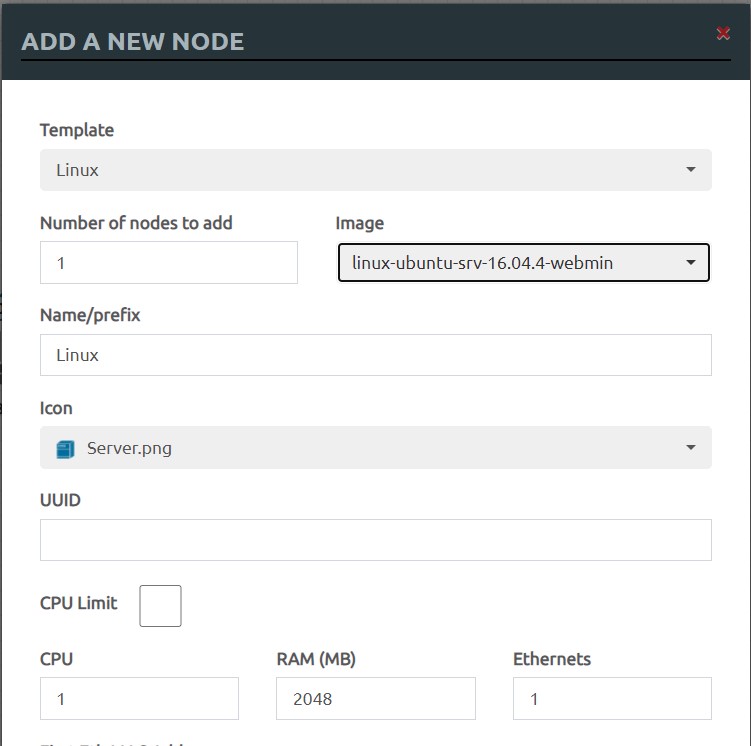 ADD A NEW NODE
Template
Linux
Number of nodes to add
Image
1
linux-ubuntu-srv-16.04.4-webmin
Name/prefix
Linux
Icon
Server.png
UUID
CPU Limit
CPU
RAM (MB)
Ethernets
1
2048
1